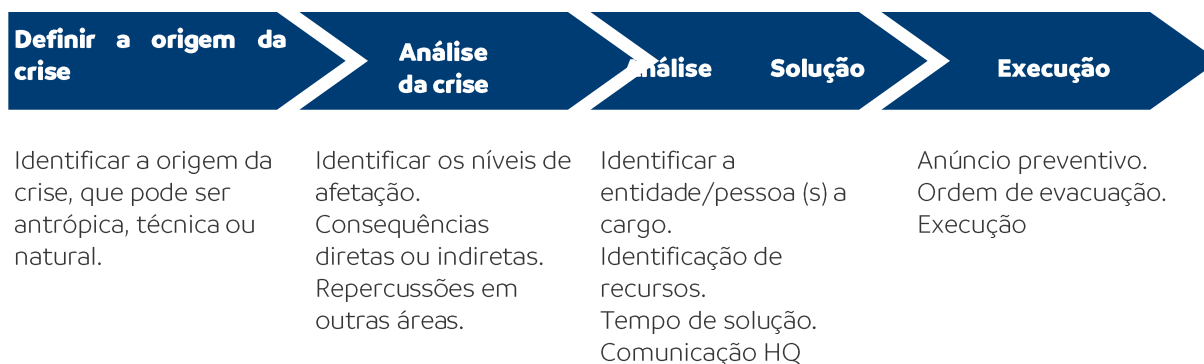 Definir a origem da
crise
Análise
da crise
Análise Solução
Execução
Identificar a origem da
crise, que pode ser
antrópica, técnica ou
natural.
Identificar os níveis de
afetação.
Consequências
diretas ou indiretas.
Repercussões em
outras áreas.
Identificar a
entidade/pessoa (s) a
cargo.
Identificação de
recursos.
Tempo de solução.
Comunicação HQ
Anúncio preventivo.
Ordem de evacuação.
Execução